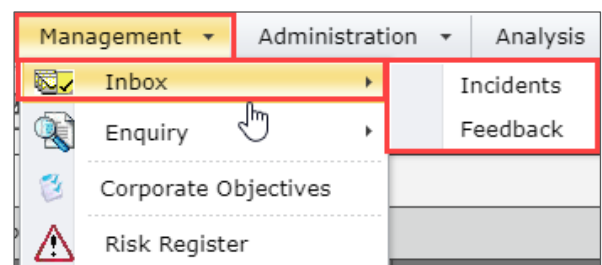 Management Administration Analysis
Inbox Incidents
Enquiry Feedback
Corporate Objectives
Risk Register